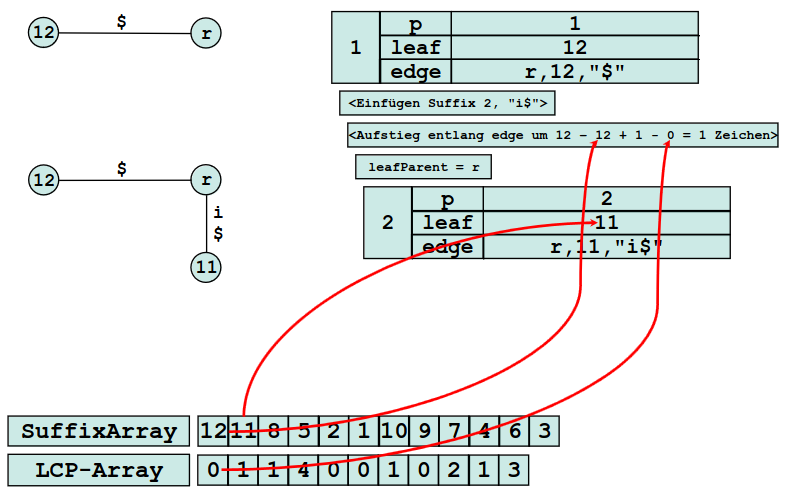 12 $ r
1 p 1
leaf 12
edge r,12,"$"
<Einfügen Suffix 2, "i$">
<Aufstieg entlang edge um 12 - 12 + 1 - 0 = 1 Zeichen>
leafParent = r
12 $ r
i
$
11
2 p 2
leaf 11
edge r,11,"i$"
SuffixArray 12 11 8 5 2 1 10 9 7 4 6 3
LCP-Array 0 1 1 4 0 0 1 0 2 1 3